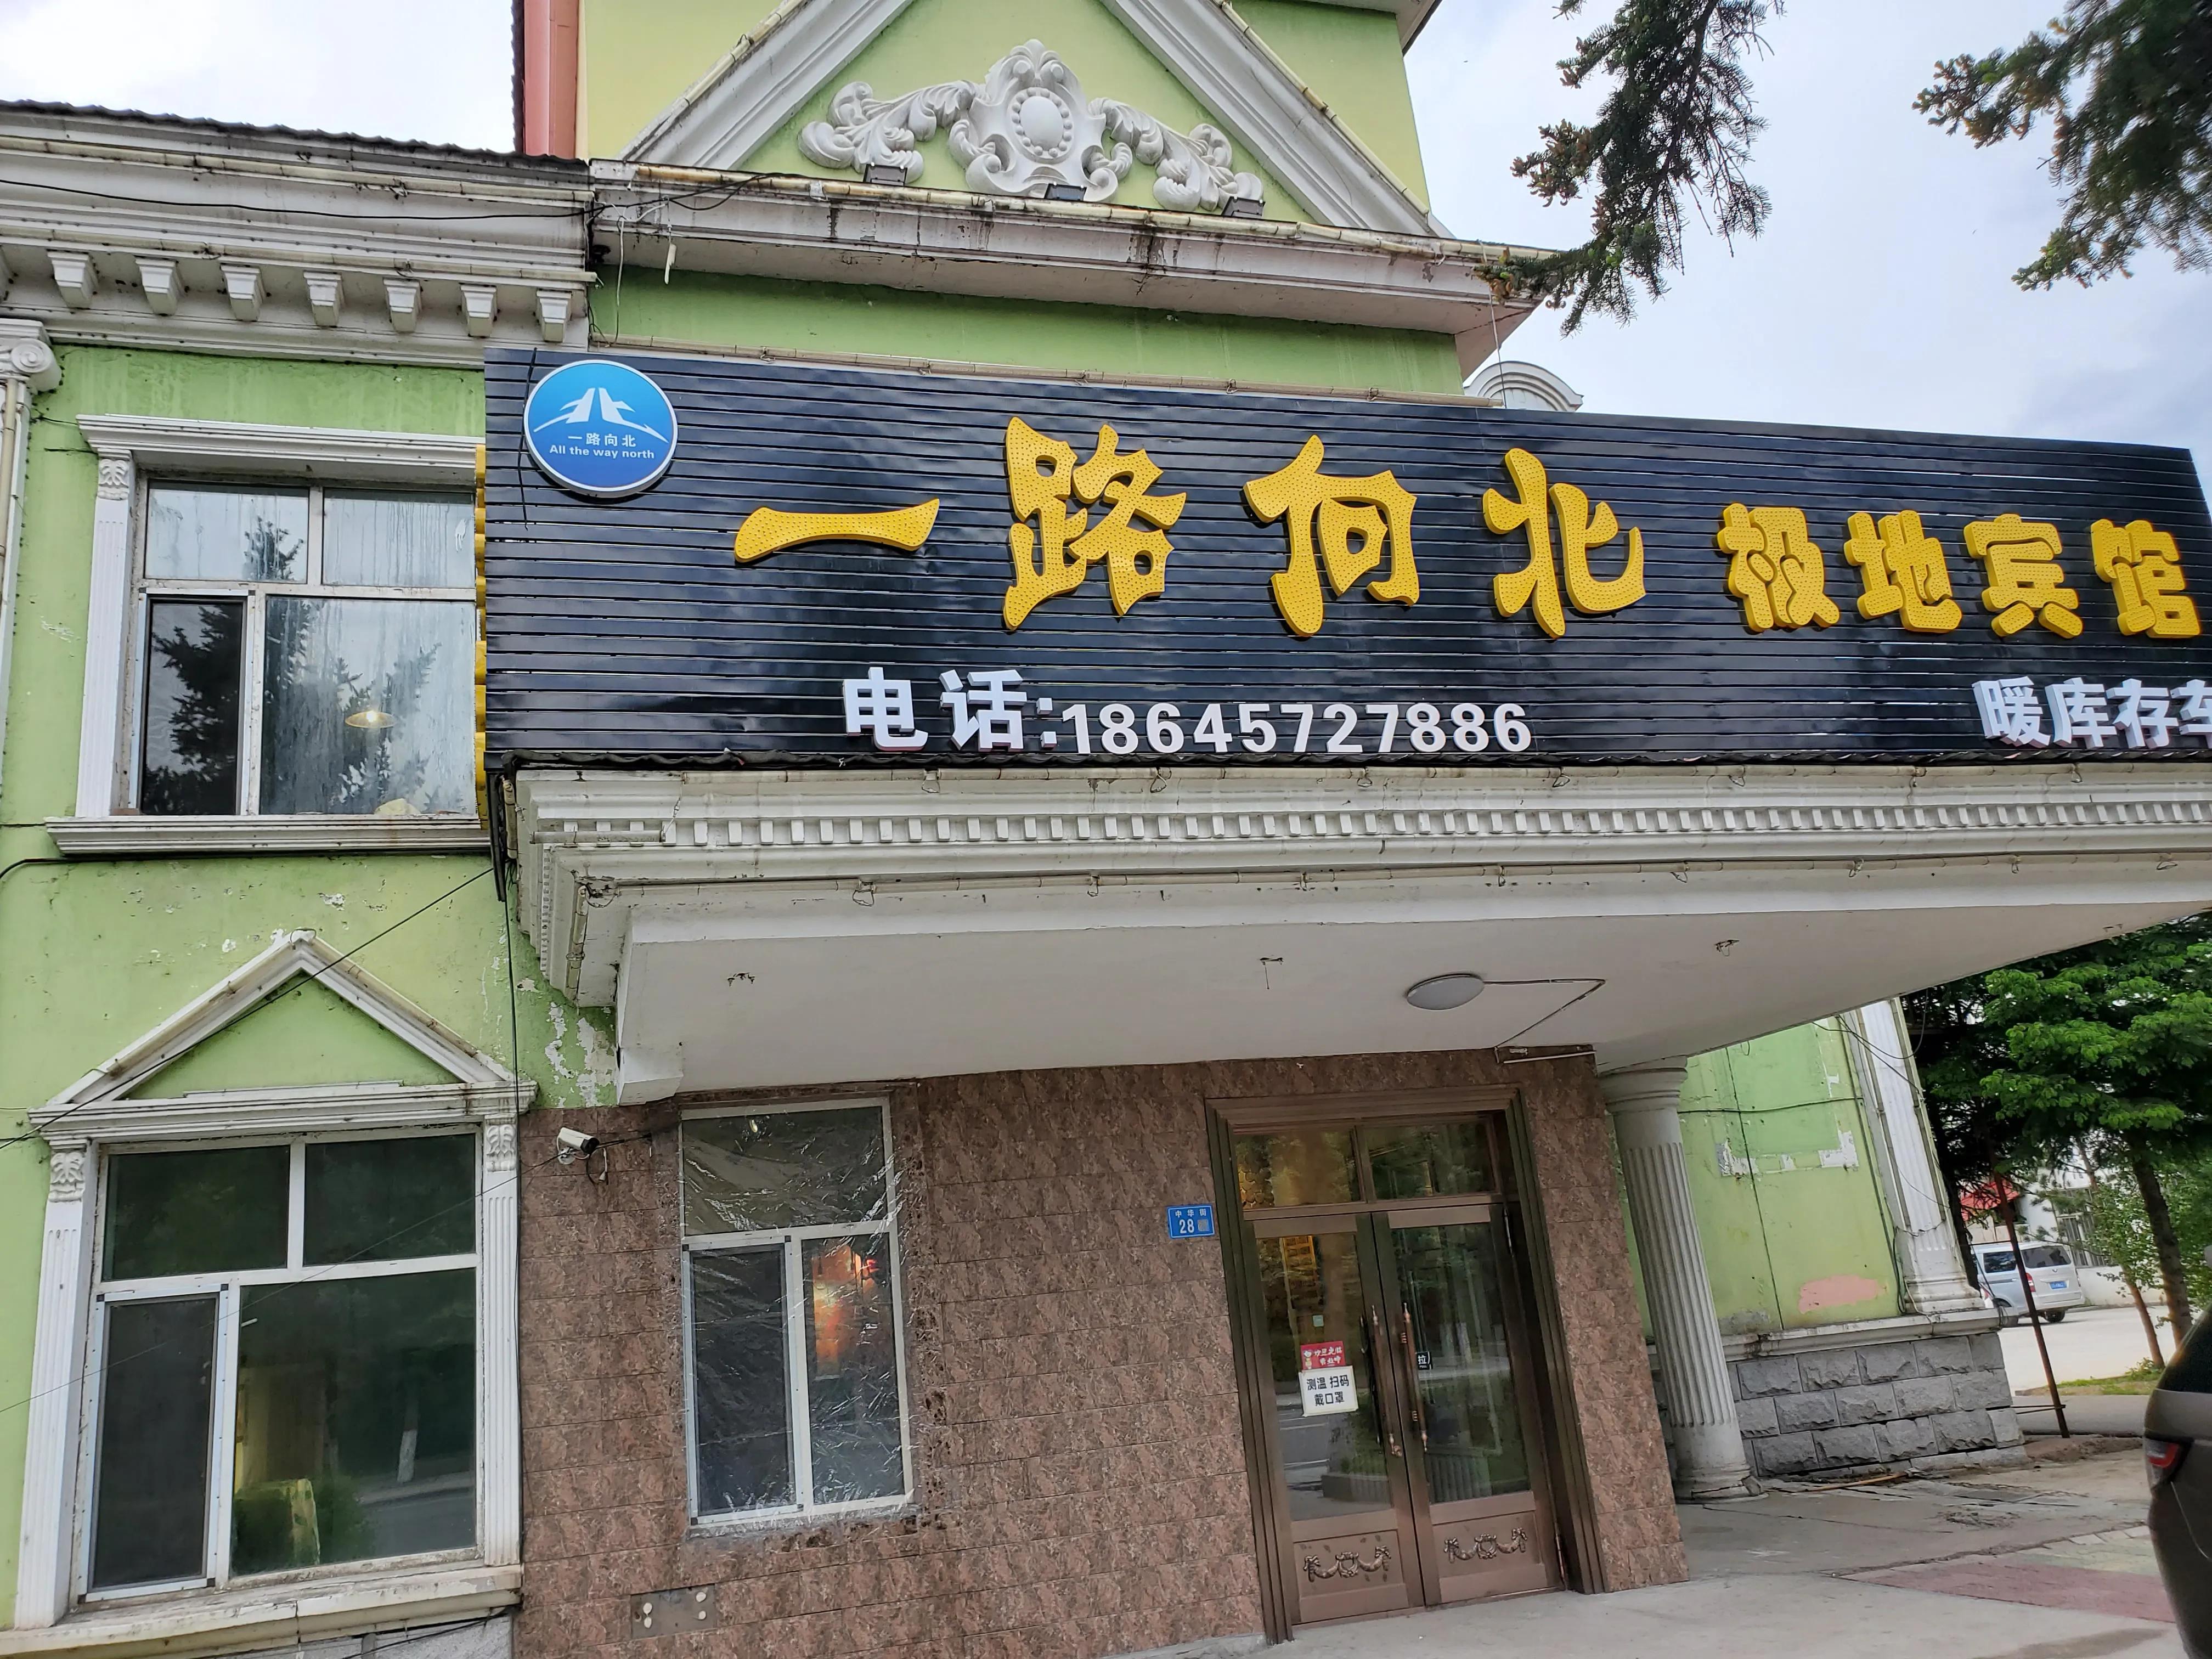 一路向北
All the way north
一路向北 极地宾馆
电话:18645727886
暖库存车
中华街
28
测温 扫码
戴口罩
拉